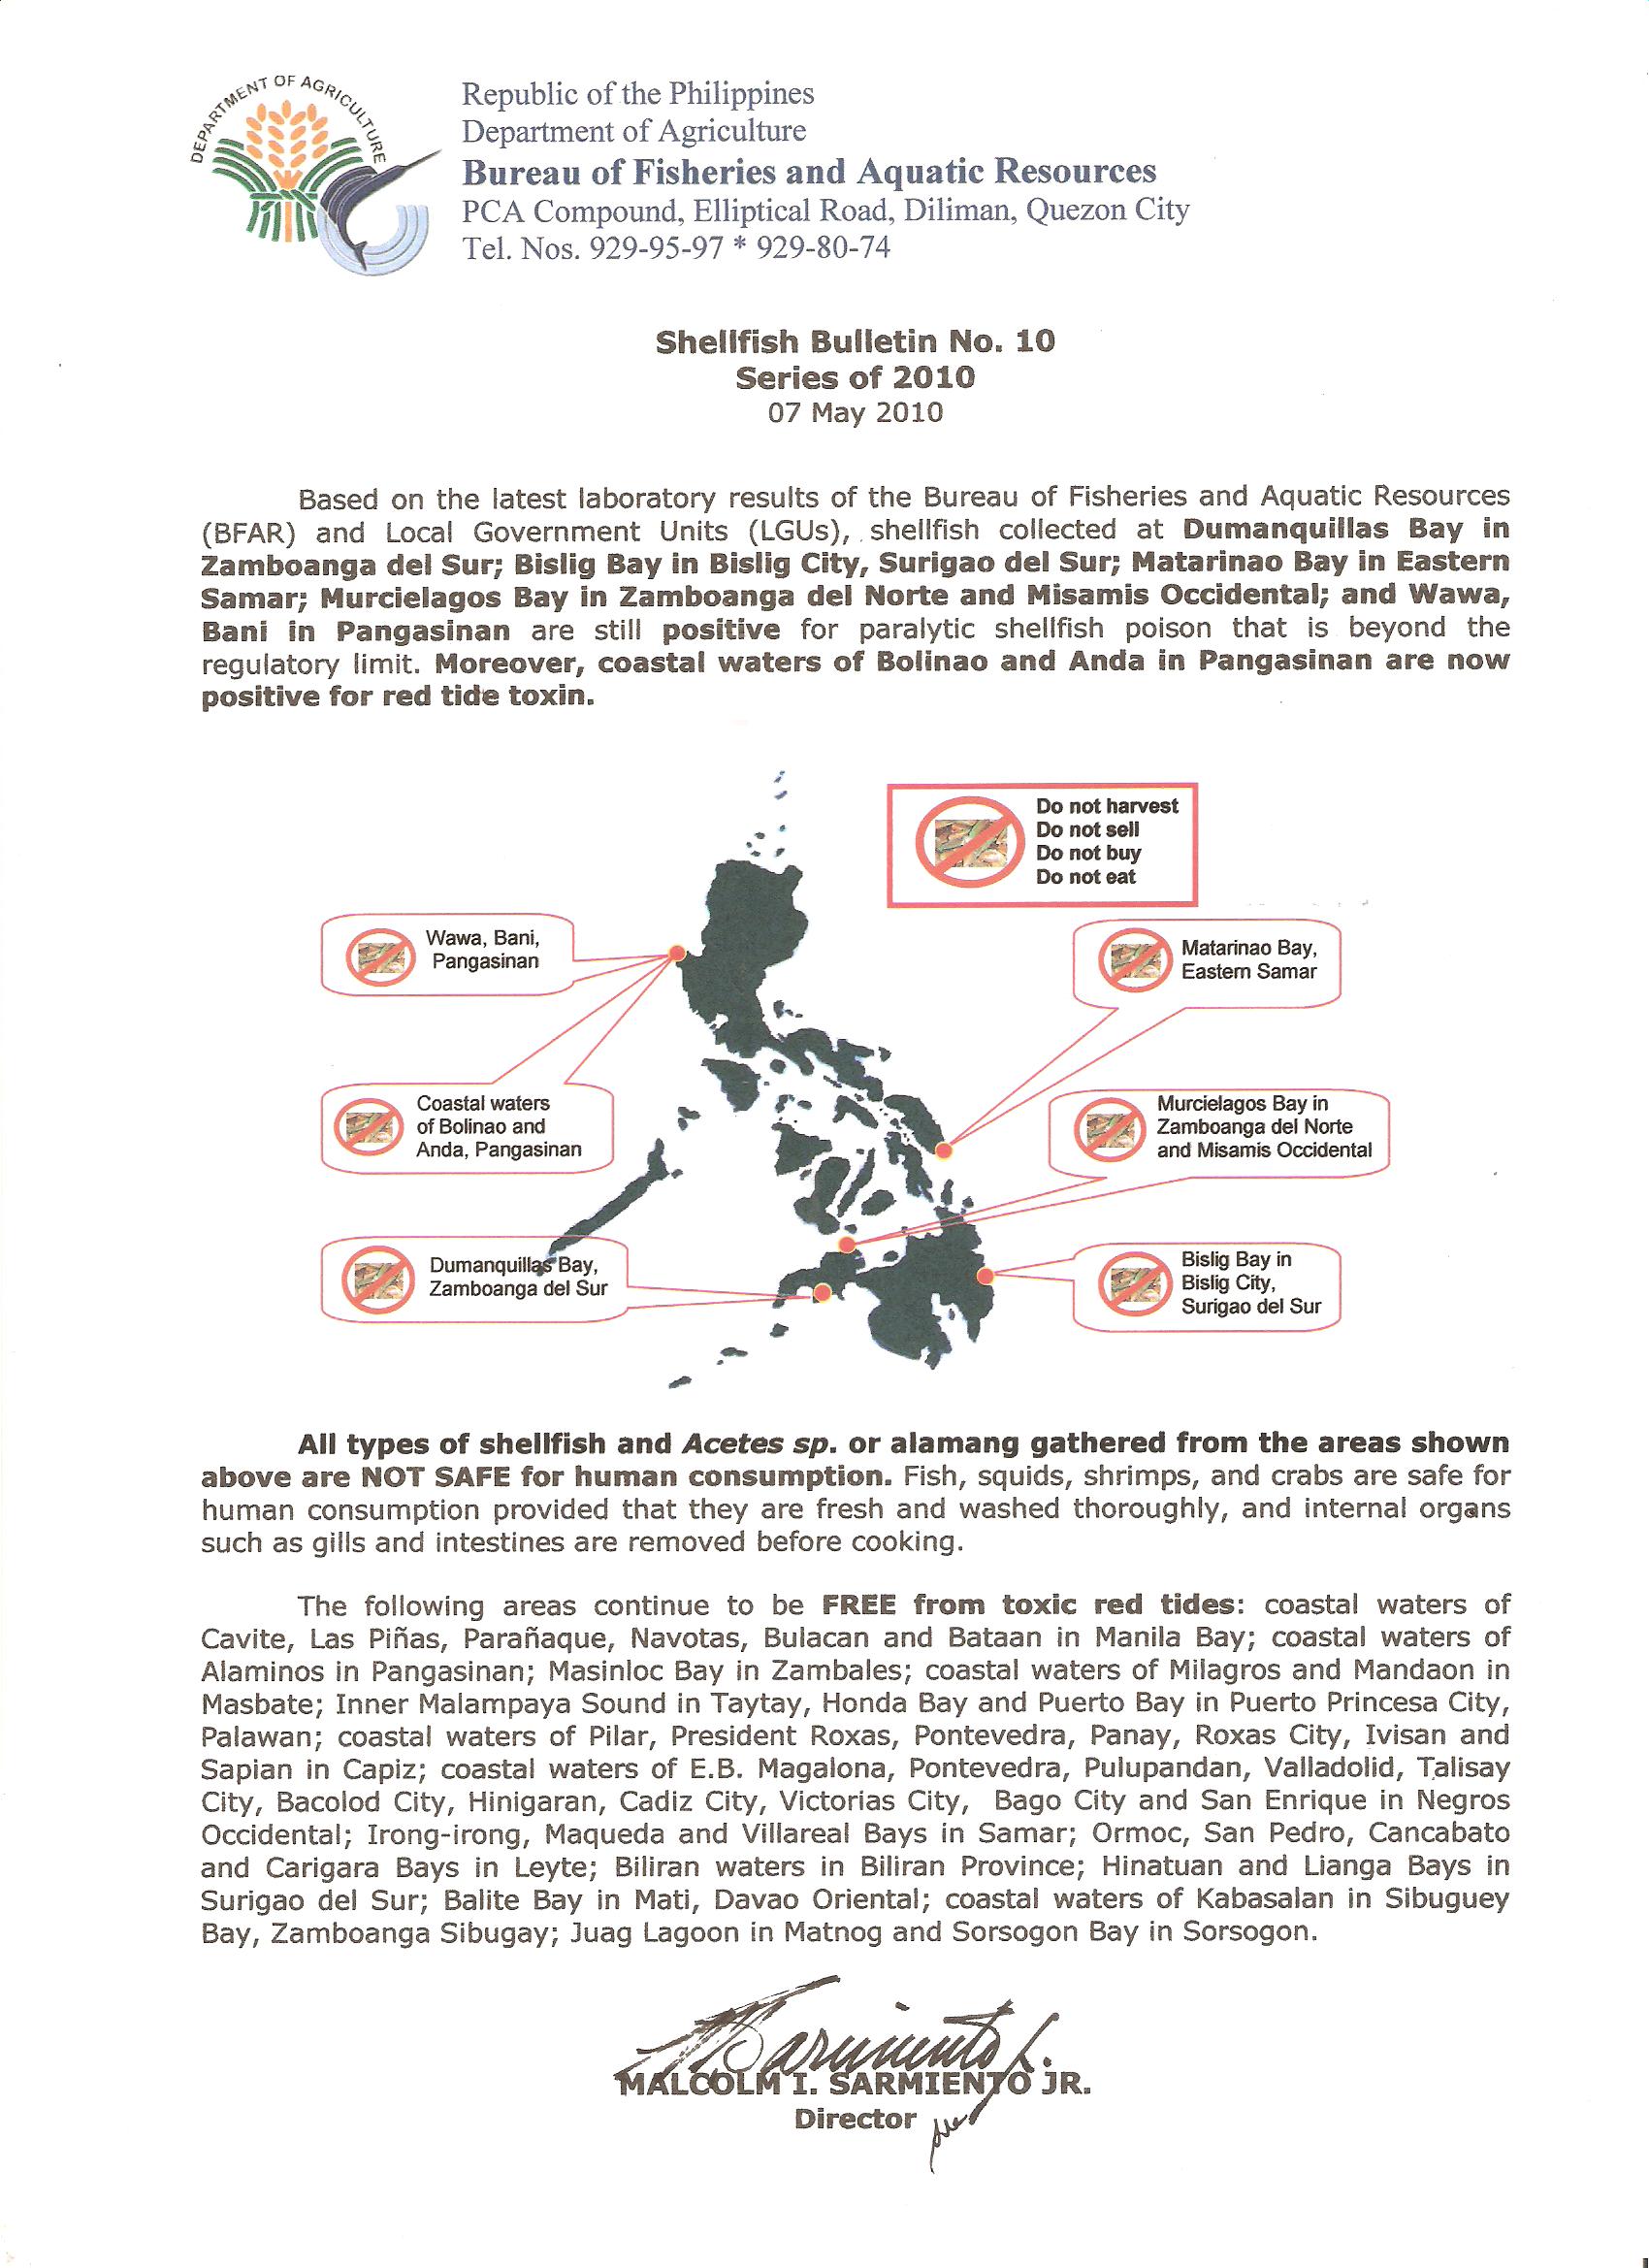 DEPARTMENT OF AGRICULTURE
Republic of the Philippines
Department of Agriculture
Bureau of Fisheries and Aquatic Resources
PCA Compound, Elliptical Road, Diliman, Quezon City
Tel. Nos. 929-95-97 * 929-80-74
Shellfish Bulletin No. 10
Series of 2010
07 May 2010
Based on the latest laboratory results of the Bureau of Fisheries and Aquatic Resources
(BFAR) and Local Government Units (LGUs), shellfish collected at Dumanquillas Bay in
Zamboanga del Sur; Bislig Bay in Bislig City, Surigao del Sur; Matarinao Bay in Eastern
Samar; Murcielagos Bay in Zamboanga del Norte and Misamis Occidental; and Wawa,
Bani in Pangasinan are still positive for paralytic shellfish poison that is beyond the
regulatory limit. Moreover, coastal waters of Bolinao and Anda in Pangasinan are now
positive for red tide toxin.
Do not harvest
Do not sell
Do not buy
Do not eat
Wawa, Bani,
Pangasinan
Matarinao Bay,
Eastern Samar
Coastal waters
of Bolinao and
Anda, Pangasinan
Murcielagos Bay in
Zamboanga del Norte
and Misamis Occidental
Dumanquillas Bay,
Zamboanga del Sur
Bislig Bay in
Bislig City,
Surigao del Sur
All types of shellfish and Acetes sp. or alamang gathered from the areas shown
above are NOT SAFE for human consumption. Fish, squids, shrimps, and crabs are safe for
human consumption provided that they are fresh and washed thoroughly, and internal organs
such as gills and intestines are removed before cooking.
The following areas continue to be FREE from toxic red tides: coastal waters of
Cavite, Las Piñas, Parañaque, Navotas, Bulacan and Bataan in Manila Bay; coastal waters of
Alaminos in Pangasinan; Masinloc Bay in Zambales; coastal waters of Milagros and Mandaon in
Masbate; Inner Malampaya Sound in Taytay, Honda Bay and Puerto Bay in Puerto Princesa City,
Palawan; coastal waters of Pilar, President Roxas, Pontevedra, Panay, Roxas City, Ivisan and
Sapian in Capiz; coastal waters of E.B. Magalona, Pontevedra, Pulupandan, Valladolid, Talisay
City, Bacolod City, Hinigaran, Cadiz City, Victorias City, Bago City and San Enrique in Negros
Occidental; Irong-irong, Maqueda and Villareal Bays in Samar; Ormoc, San Pedro, Cancabato
and Carigara Bays in Leyte; Biliran waters in Biliran Province; Hinatuan and Lianga Bays in
Surigao del Sur; Balite Bay in Mati, Davao Oriental; coastal waters of Kabasalan in Sibuguey
Bay, Zamboanga Sibugay; Juag Lagoon in Matnog and Sorsogon Bay in Sorsogon.
MALCOLM I. SARMIENTO JR.
Director